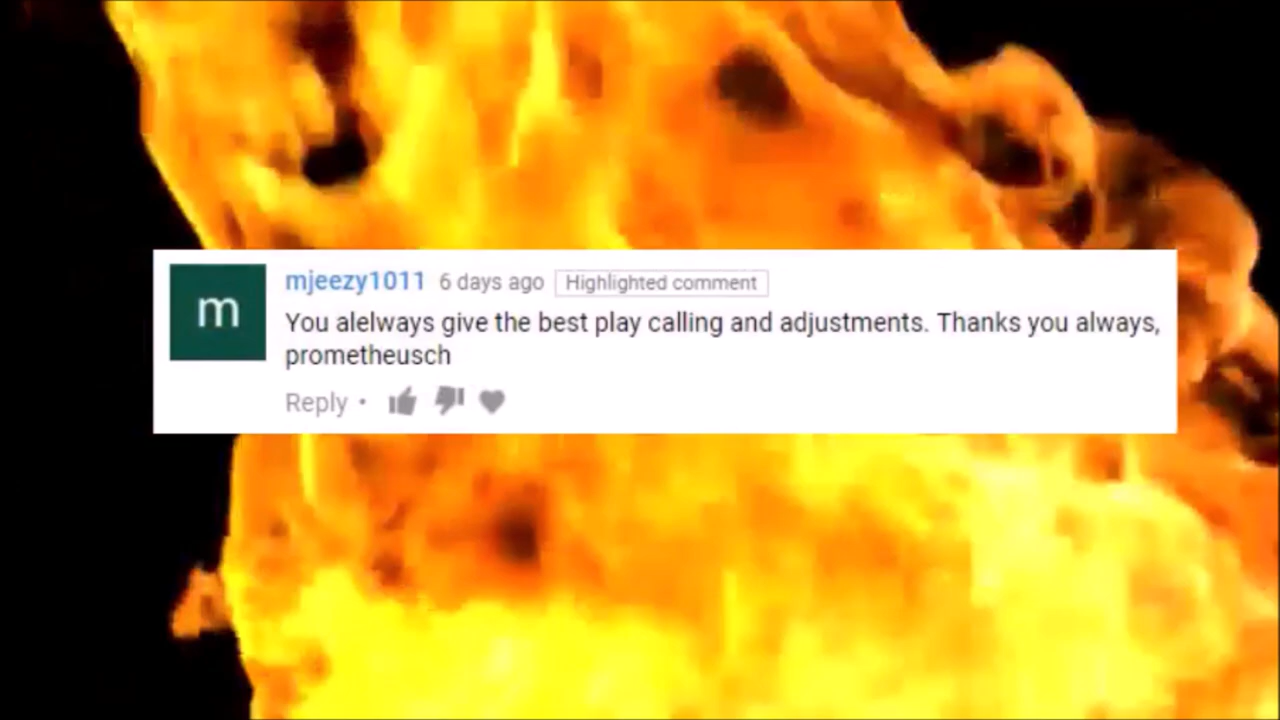 m
mjeezy1011 6 days ago Highlighted comment
You alelways give the best play calling and adjustments. Thanks you always,
prometheusch
Reply •